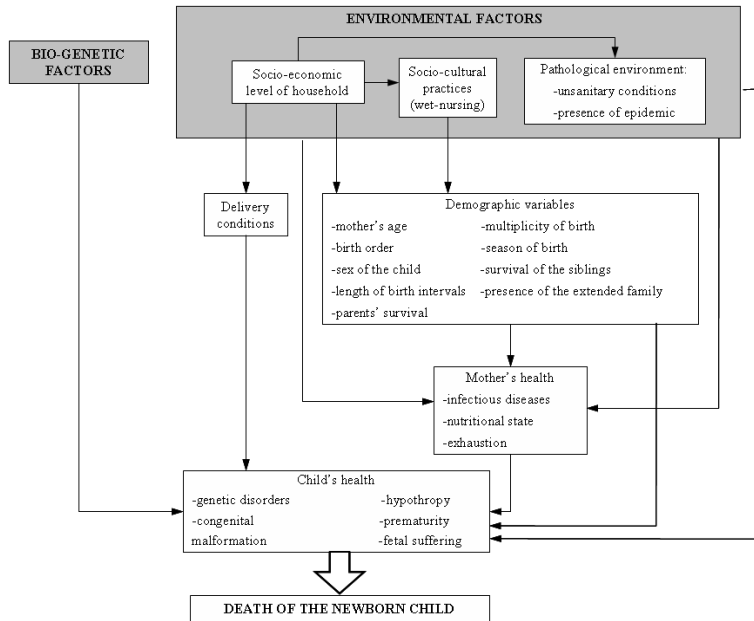 ENVIRONMENTAL FACTORS
BIO-GENETIC
FACTORS
Socio-economic
level of household
Socio-cultural
practices
(wet-nursing)
Pathological environment:
-unsanitary conditions
-presence of epidemic
Delivery
conditions
Demographic variables
-mother's age
-birth order
-sex of the child
-length of birth intervals
-parents' survival
-multiplicity of birth
-season of birth
-survival of the siblings
-presence of the extended family
Mother's health
-infectious diseases
-nutritional state
-exhaustion
Child's health
-genetic disorders
-congenital
malformation
-hypothropy
-prematurity
-fetal suffering
DEATH OF THE NEWBORN CHILD